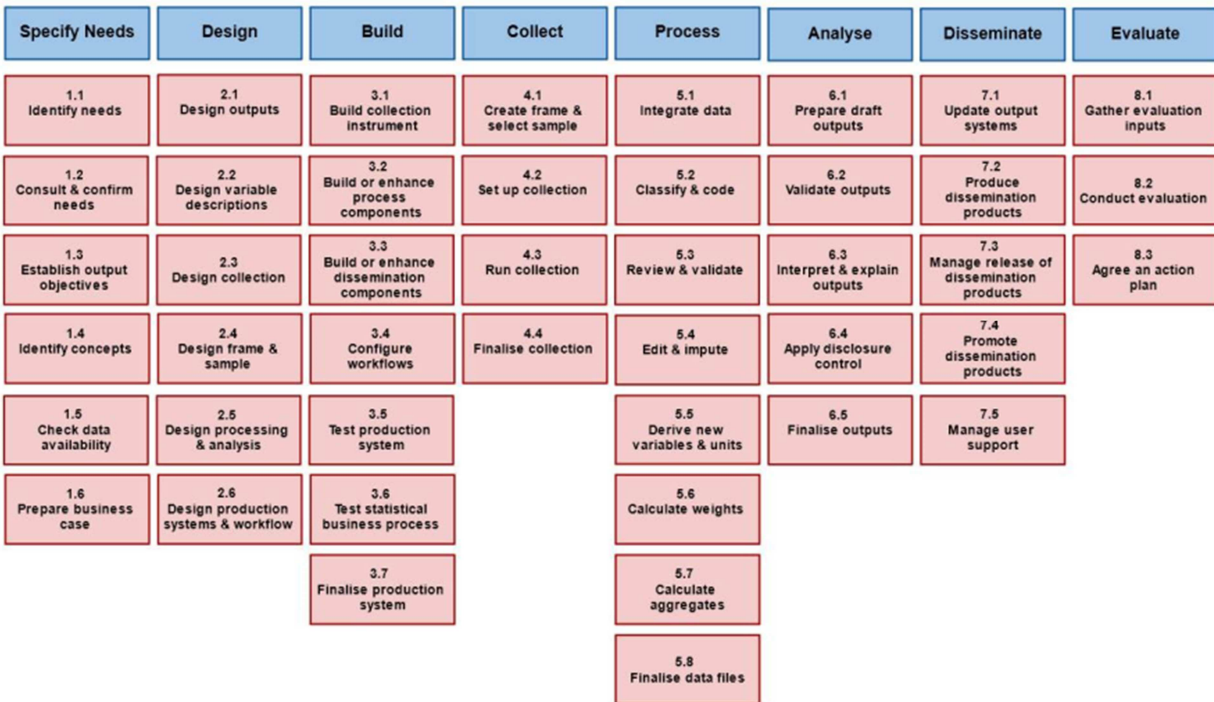 Specify Needs
Design
Build
Collect
Process
Analyse
Disseminate
Evaluate
1.1
Identify needs
2.1
Design outputs
3.1
Build collection
instrument
4.1
Create frame &
select sample
5.1
Integrate data
6.1
Prepare draft
outputs
7.1
Update output
systems
8.1
Gather evaluation
inputs
1.2
Consult & confirm
needs
2.2
Design variable
descriptions
3.2
Build or enhance
process
components
4.2
Set up collection
5.2
Classify & code
6.2
Validate outputs
7.2
Produce
dissemination
products
8.2
Conduct evaluation
1.3
Establish output
objectives
2.3
Design collection
3.3
Build or enhance
dissemination
components
4.3
Run collection
5.3
Review & validate
6.3
Interpret & explain
outputs
7.3
Manage release of
dissemination
products
8.3
Agree an action
plan
1.4
Identify concepts
2.4
Design frame &
sample
3.4
Configure
workflows
4.4
Finalise collection
5.4
Edit & impute
6.4
Apply disclosure
control
7.4
Promote
dissemination
products
1.5
Check data
availability
2.5
Design processing
& analysis
3.5
Test production
system
5.5
Derive new
variables & units
6.5
Finalise outputs
7.5
Manage user
support
1.6
Prepare business
case
2.6
Design production
systems & workflow
3.6
Test statistical
business process
5.6
Calculate weights
3.7
Finalise production
system
5.7
Calculate
aggregates
5.8
Finalise data files